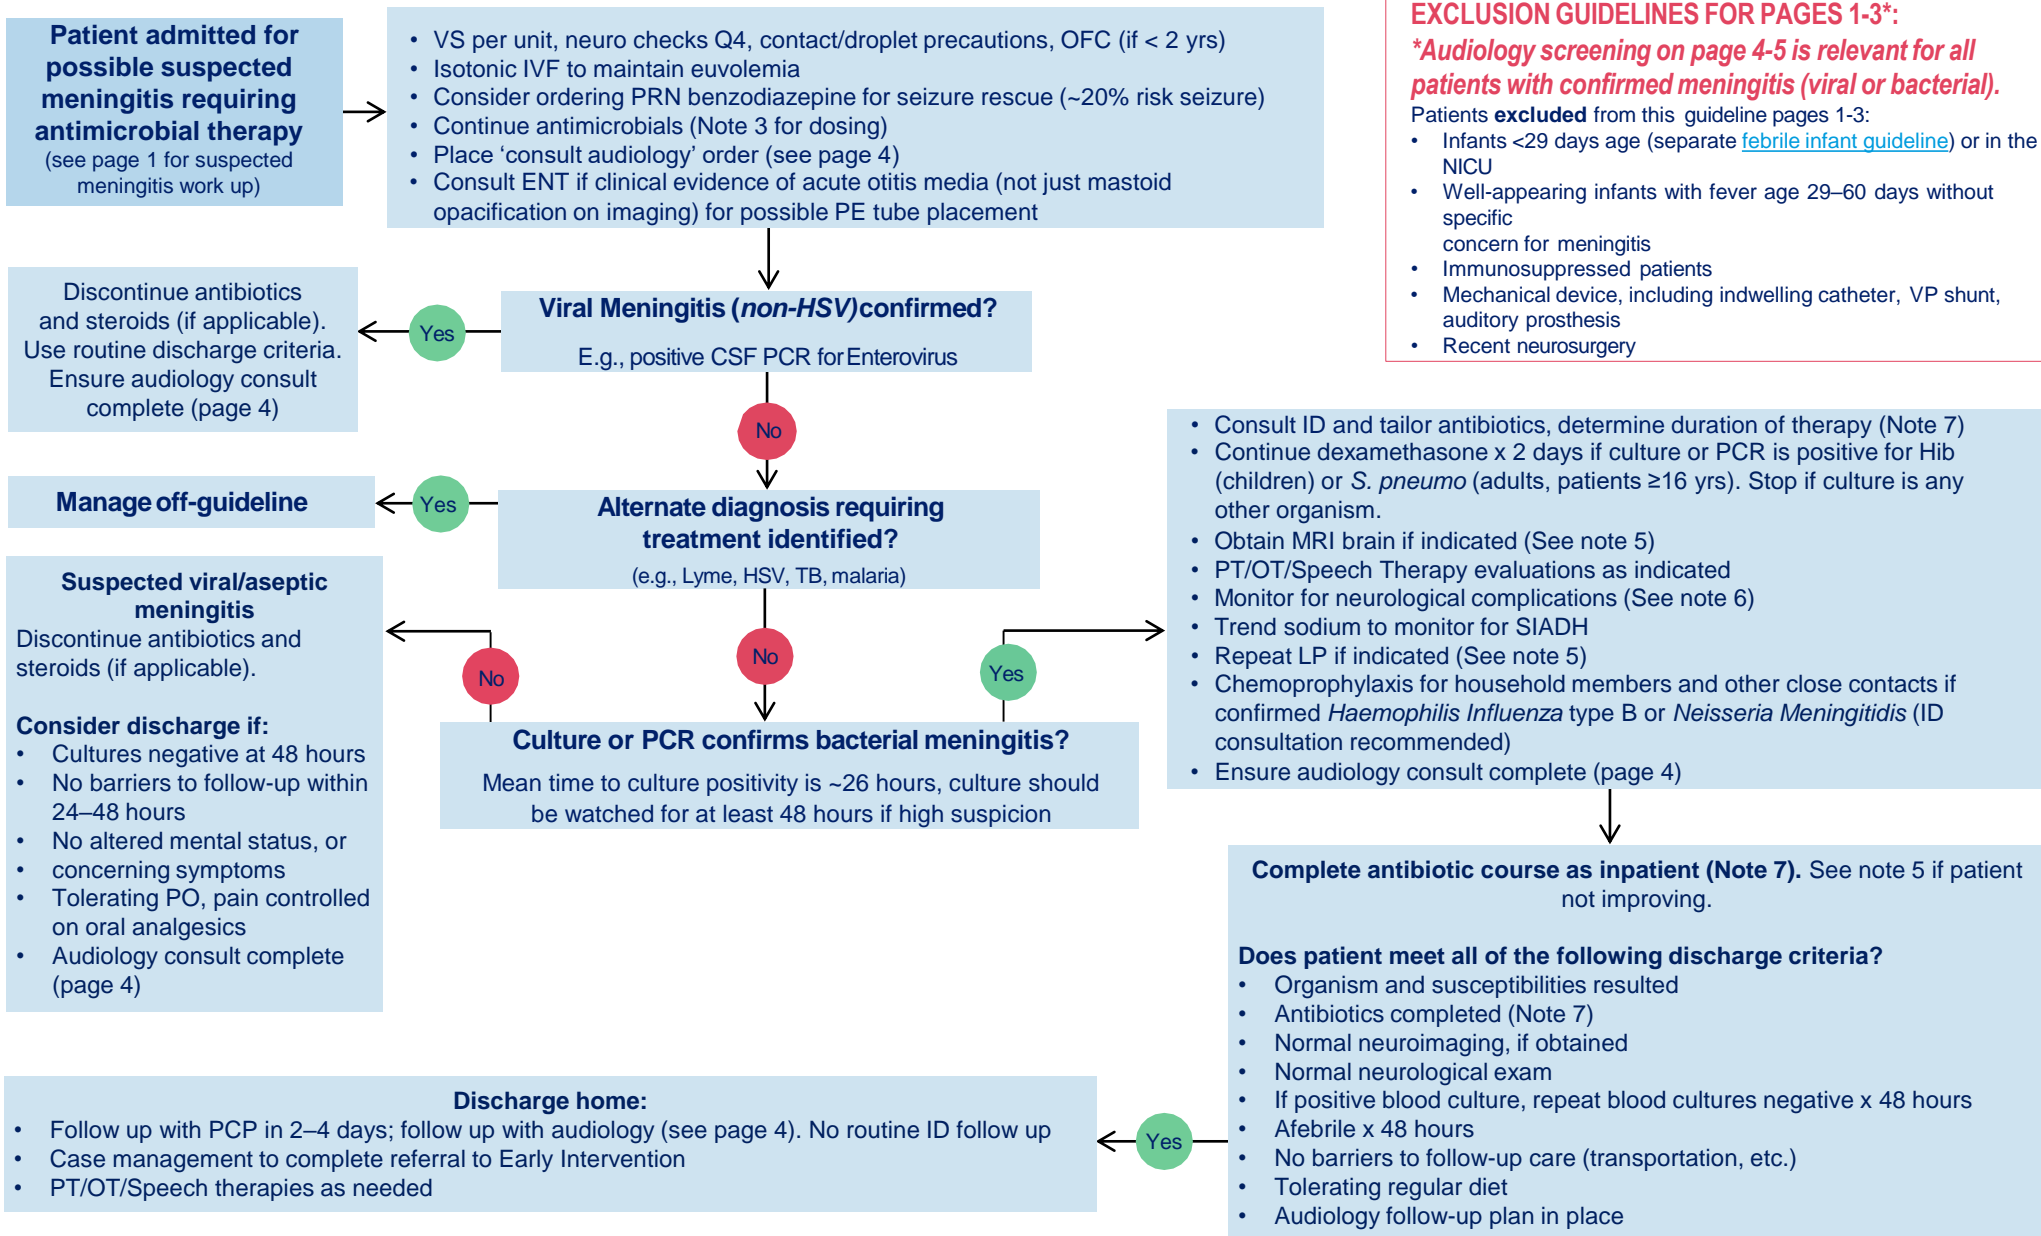 Patient admitted for
possible suspected
meningitis requiring
antimicrobial therapy
(see page 1 for suspected
meningitis work up)
• VS per unit, neuro checks Q4, contact/droplet precautions, OFC (if < 2 yrs)
• Isotonic IVF to maintain euvolemia
• Consider ordering PRN benzodiazepine for seizure rescue (~20% risk seizure)
• Continue antimicrobials (Note 3 for dosing)
• Place ‘consult audiology’ order (see page 4)
• Consult ENT if clinical evidence of acute otitis media (not just mastoid
opacification on imaging) for possible PE tube placement
EXCLUSION GUIDELINES FOR PAGES 1-3*:
*Audiology screening on page 4-5 is relevant for all
patients with confirmed meningitis (viral or bacterial).
Patients excluded from this guideline pages 1-3:
• Infants <29 days age (separate febrile infant guideline) or in the
NICU
• Well-appearing infants with fever age 29–60 days without
specific
concern for meningitis
• Immunosuppressed patients
• Mechanical device, including indwelling catheter, VP shunt,
auditory prosthesis
• Recent neurosurgery
Viral Meningitis (non-HSV) confirmed?
E.g., positive CSF PCR for Enterovirus
Yes
Discontinue antibiotics
and steroids (if applicable).
Use routine discharge criteria.
Ensure audiology consult
complete (page 4)
No
Alternate diagnosis requiring
treatment identified?
(e.g., Lyme, HSV, TB, malaria)
Yes
Manage off-guideline
No
Culture or PCR confirms bacterial meningitis?
Mean time to culture positivity is ~26 hours, culture should
be watched for at least 48 hours if high suspicion
No
Suspected viral/aseptic
meningitis
Discontinue antibiotics and
steroids (if applicable).
Consider discharge if:
• Cultures negative at 48 hours
• No barriers to follow-up within
24–48 hours
• No altered mental status, or
• concerning symptoms
• Tolerating PO, pain controlled
on oral analgesics
• Audiology consult complete
(page 4)
Yes
• Consult ID and tailor antibiotics, determine duration of therapy (Note 7)
• Continue dexamethasone x 2 days if culture or PCR is positive for Hib
(children) or S. pneumo (adults, patients ≥16 yrs). Stop if culture is any
other organism.
• Obtain MRI brain if indicated (See note 5)
• PT/OT/Speech Therapy evaluations as indicated
• Monitor for neurological complications (See note 6)
• Trend sodium to monitor for SIADH
• Repeat LP if indicated (See note 5)
• Chemoprophylaxis for household members and other close contacts if
confirmed Haemophilis Influenza type B or Neisseria Meningitidis (ID
consultation recommended)
• Ensure audiology consult complete (page 4)
Complete antibiotic course as inpatient (Note 7). See note 5 if patient
not improving.
Does patient meet all of the following discharge criteria?
• Organism and susceptibilities resulted
• Antibiotics completed (Note 7)
• Normal neuroimaging, if obtained
• Normal neurological exam
• If positive blood culture, repeat blood cultures negative x 48 hours
• Afebrile x 48 hours
• No barriers to follow-up care (transportation, etc.)
• Tolerating regular diet
• Audiology follow-up plan in place
Yes
Discharge home:
• Follow up with PCP in 2–4 days; follow up with audiology (see page 4). No routine ID follow up
• Case management to complete referral to Early Intervention
• PT/OT/Speech therapies as needed